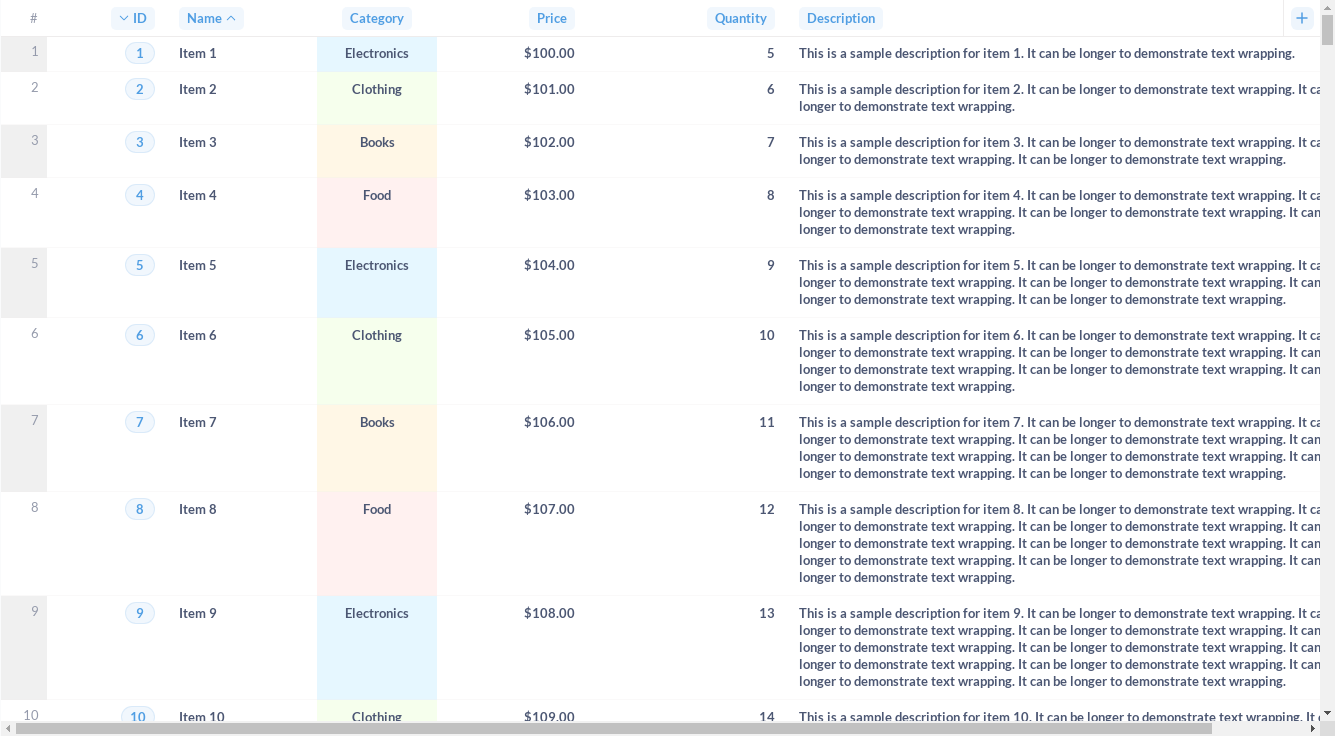 # ID Name Category Price Quantity Description +
1 1 Item 1 Electronics $100.00 5 This is a sample description for item 1. It can be longer to demonstrate text wrapping.
2 2 Item 2 Clothing $101.00 6 This is a sample description for item 2. It can be longer to demonstrate text wrapping. It ca
longer to demonstrate text wrapping.
3 3 Item 3 Books $102.00 7 This is a sample description for item 3. It can be longer to demonstrate text wrapping. It ca
longer to demonstrate text wrapping. It can be longer to demonstrate text wrapping.
4 4 Item 4 Food $103.00 8 This is a sample description for item 4. It can be longer to demonstrate text wrapping. It ca
longer to demonstrate text wrapping. It can be longer to demonstrate text wrapping. It can
longer to demonstrate text wrapping.
5 5 Item 5 Electronics $104.00 9 This is a sample description for item 5. It can be longer to demonstrate text wrapping. It ca
longer to demonstrate text wrapping. It can be longer to demonstrate text wrapping. It can
longer to demonstrate text wrapping. It can be longer to demonstrate text wrapping.
6 6 Item 6 Clothing $105.00 10 This is a sample description for item 6. It can be longer to demonstrate text wrapping. It ca
longer to demonstrate text wrapping. It can be longer to demonstrate text wrapping. It can
longer to demonstrate text wrapping. It can be longer to demonstrate text wrapping. It can
longer to demonstrate text wrapping.
7 7 Item 7 Books $106.00 11 This is a sample description for item 7. It can be longer to demonstrate text wrapping. It ca
longer to demonstrate text wrapping. It can be longer to demonstrate text wrapping. It can
longer to demonstrate text wrapping. It can be longer to demonstrate text wrapping. It can
longer to demonstrate text wrapping. It can be longer to demonstrate text wrapping.
8 8 Item 8 Food $107.00 12 This is a sample description for item 8. It can be longer to demonstrate text wrapping. It ca
longer to demonstrate text wrapping. It can be longer to demonstrate text wrapping. It can
longer to demonstrate text wrapping. It can be longer to demonstrate text wrapping. It can
longer to demonstrate text wrapping. It can be longer to demonstrate text wrapping. It can
longer to demonstrate text wrapping.
9 9 Item 9 Electronics $108.00 13 This is a sample description for item 9. It can be longer to demonstrate text wrapping. It ca
longer to demonstrate text wrapping. It can be longer to demonstrate text wrapping. It can
longer to demonstrate text wrapping. It can be longer to demonstrate text wrapping. It can
longer to demonstrate text wrapping. It can be longer to demonstrate text wrapping. It can
longer to demonstrate text wrapping. It can be longer to demonstrate text wrapping.
10 10 Item 10 Clothing $109.00 14 This is a sample description for item 10. It can be longer to demonstrate text wrapping. It c